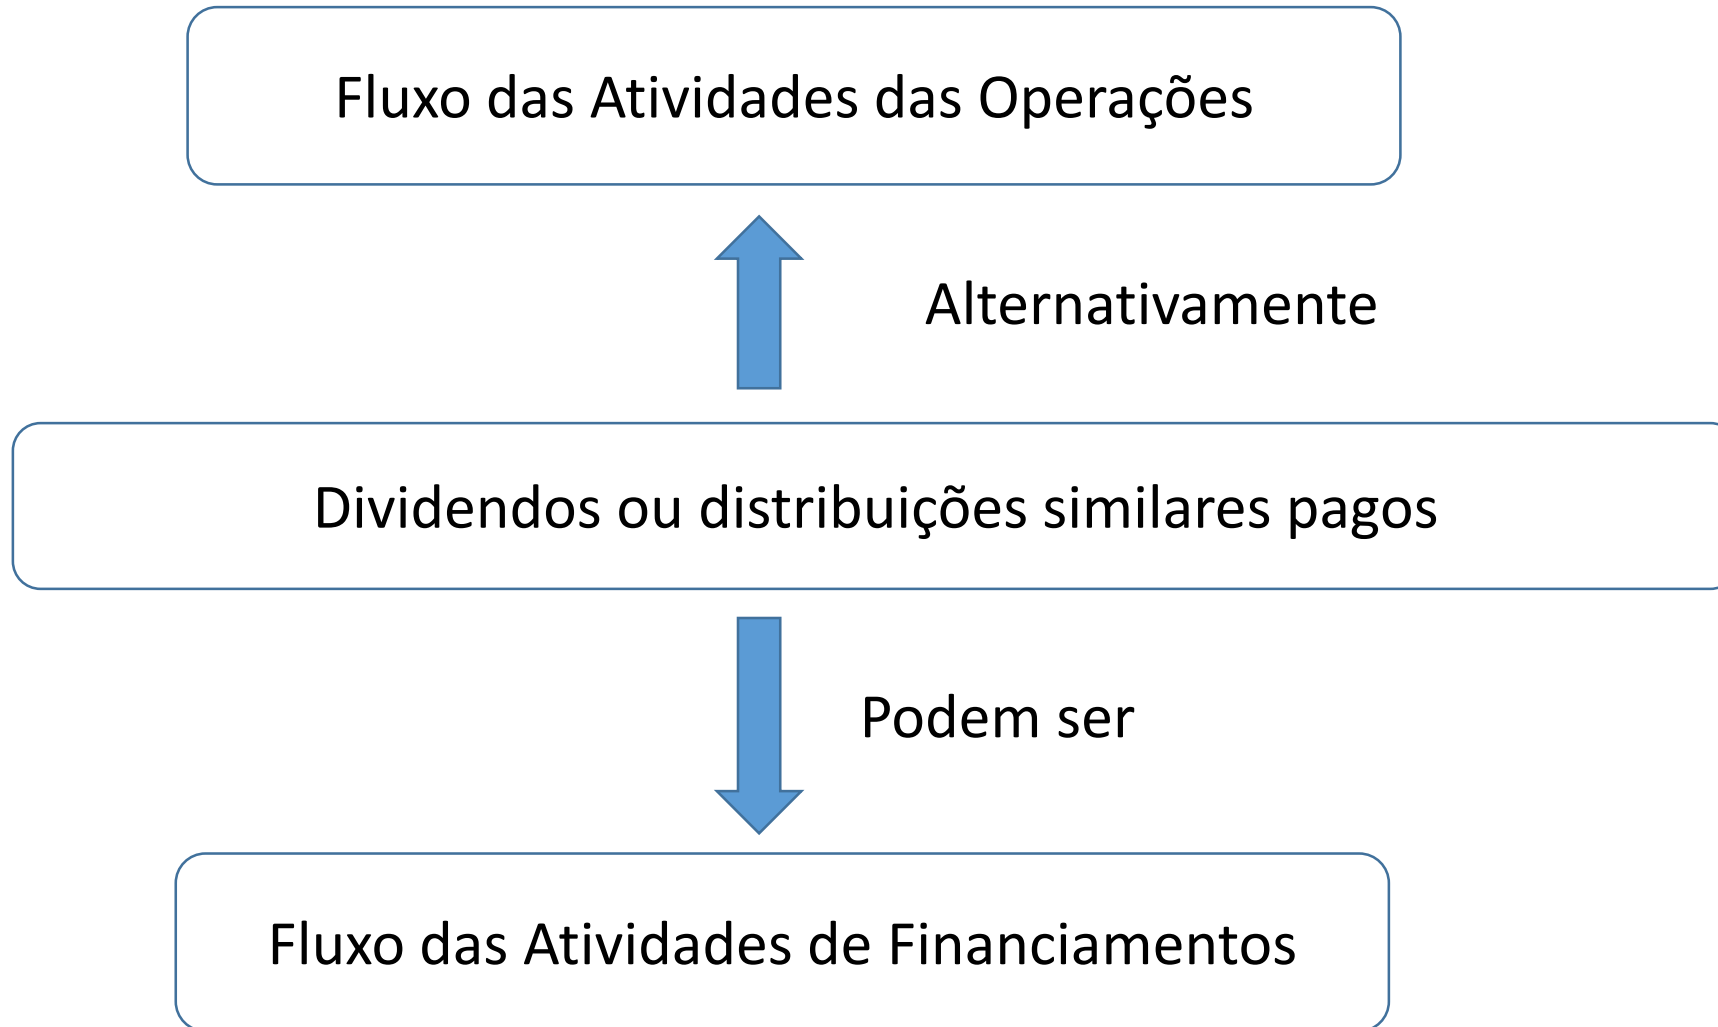 Fluxo das Atividades das Operações
Alternativamente
Dividendos ou distribuições similares pagos
Podem ser
Fluxo das Atividades de Financiamentos